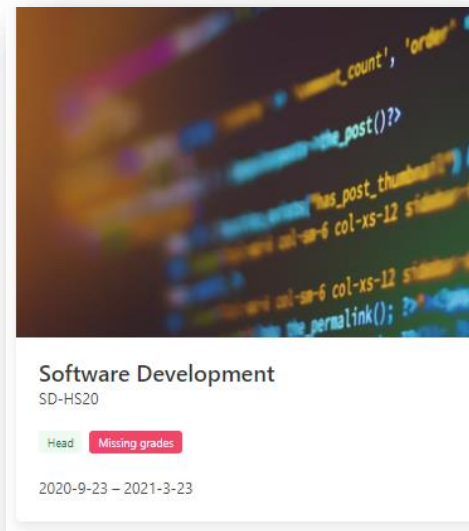 ment_count', 'order'
the_post()?>
"has_post_thumbnail")
col-sm-6 col-xs-12
col-sm-6 col-xs-12
the_permalink(); ?>
Software Development
SD-HS20
Head Missing grades
2020-9-23 – 2021-3-23